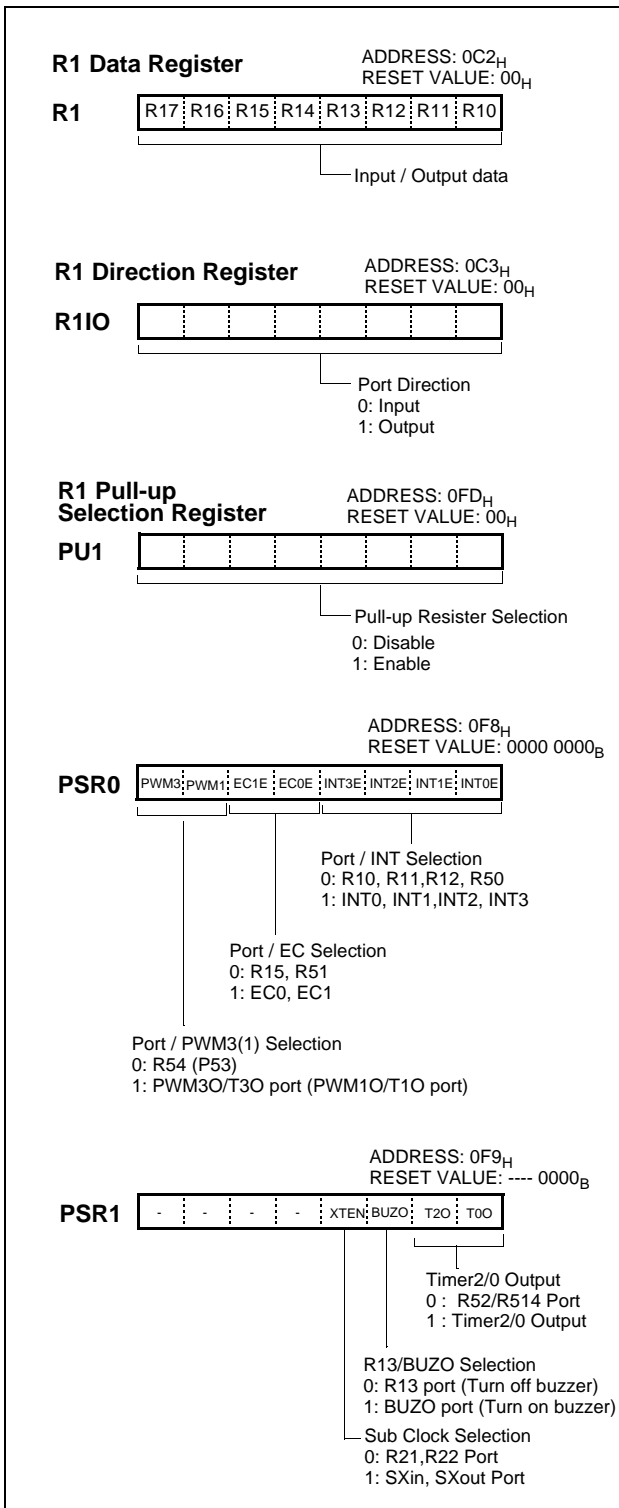 R1 Data Register
ADDRESS: 0C2H
RESET VALUE: 00H
R1
R17 R16 R15 R14 R13 R12 R11 R10
Input / Output data
R1 Direction Register
ADDRESS: 0C3H
RESET VALUE: 00H
R1IO
Port Direction
0: Input
1: Output
R1 Pull-up
Selection Register
ADDRESS: 0FDH
RESET VALUE: 00H
PU1
Pull-up Resister Selection
0: Disable
1: Enable
ADDRESS: 0F8H
RESET VALUE: 0000 0000B
PSR0
PWM3 PWM1 EC1E EC0E INT3E INT2E INT1E INT0E
Port / INT Selection
0: R10, R11,R12, R50
1: INT0, INT1,INT2, INT3
Port / EC Selection
0: R15, R51
1: EC0, EC1
Port / PWM3(1) Selection
0: R54 (P53)
1: PWM3O/T3O port (PWM1O/T1O port)
ADDRESS: 0F9H
RESET VALUE: ---- 0000B
PSR1
- - - - XTEN BUZO T2O T0O
Timer2/0 Output
0 : R52/R514 Port
1 : Timer2/0 Output
R13/BUZO Selection
0: R13 port (Turn off buzzer)
1: BUZO port (Turn on buzzer)
Sub Clock Selection
0: R21,R22 Port
1: SXin, SXout Port